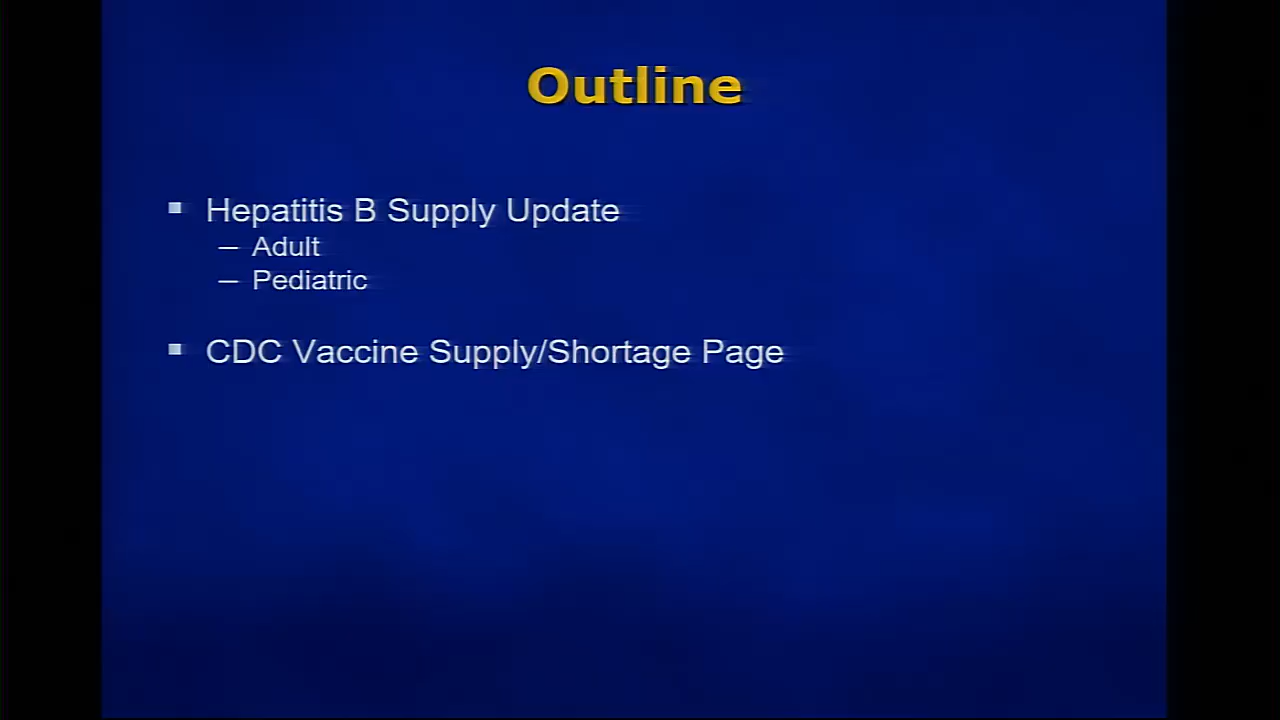 Outline
Hepatitis B Supply Update
– Adult
– Pediatric
CDC Vaccine Supply/Shortage Page